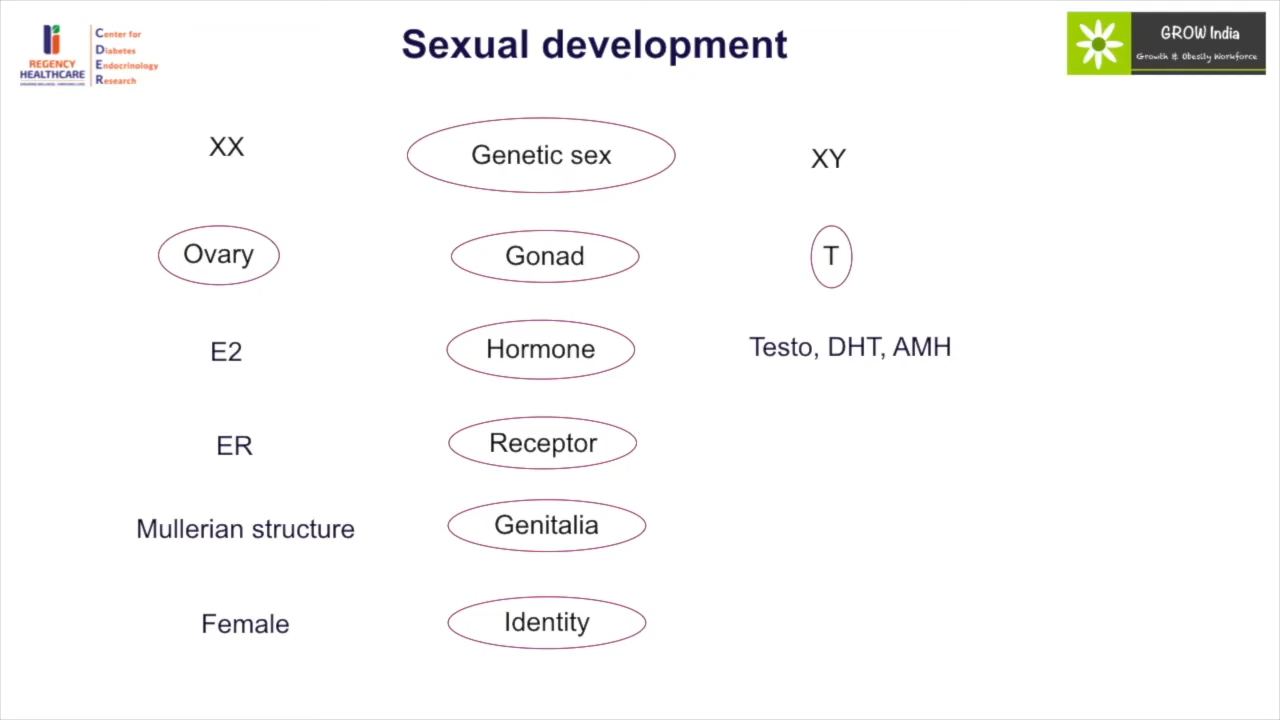 Center for
Diabetes
Endocrinology
Research
REGENCY
HEALTHCARE
Sexual development
GROW India
Growth & Obesity Workforce
XX
Genetic sex
XY
Ovary
Gonad
T
E2
Hormone
Testo, DHT, AMH
ER
Receptor
Mullerian structure
Genitalia
Female
Identity